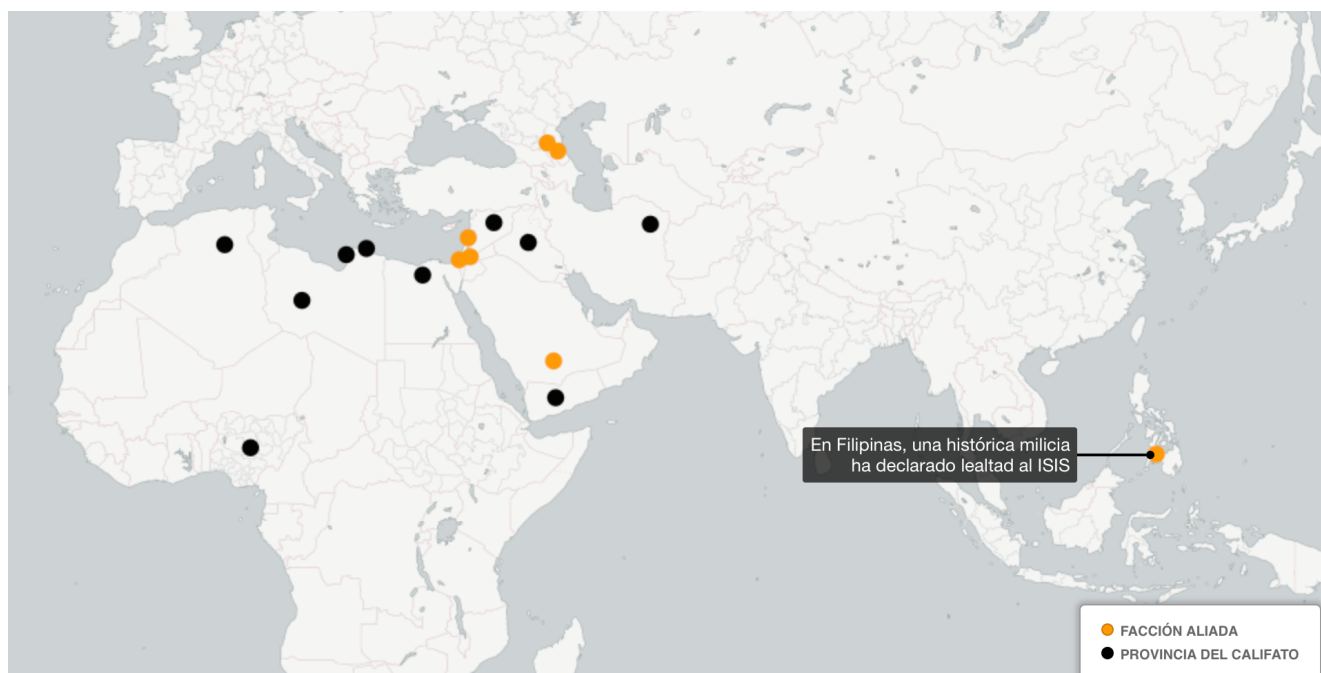 En Filipinas, una histórica milicia
ha declarado lealtad al ISIS
FACCIÓN ALIADA
PROVINCIA DEL CALIFATO